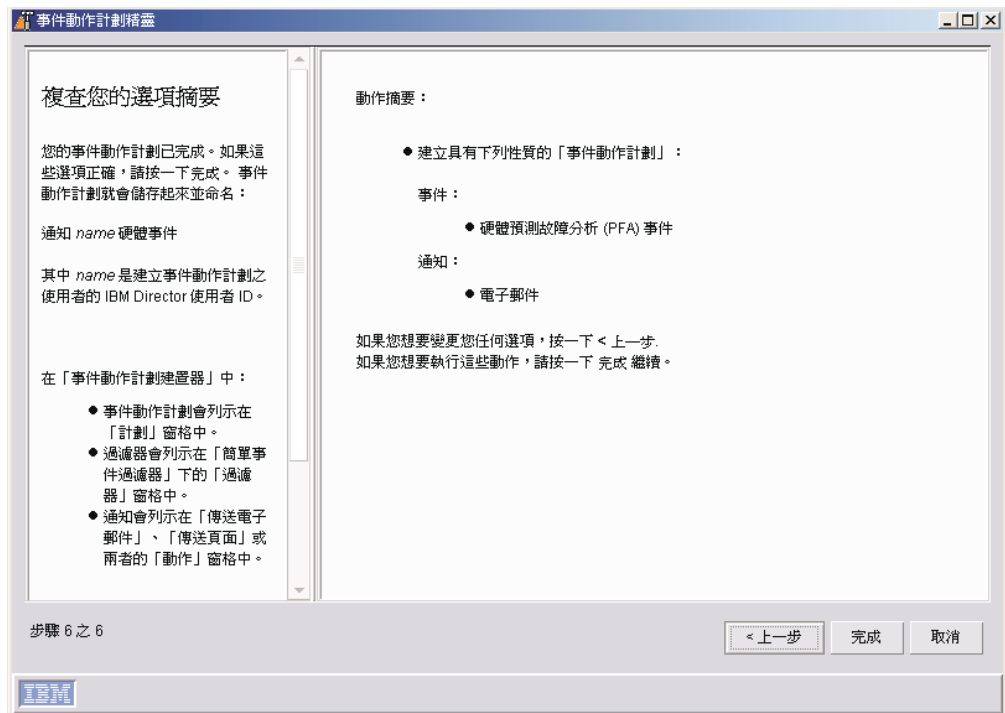 事件動作計劃精靈
複查您的選項摘要
您的事件動作計劃已完成。如果這
些選項正確，請按一下完成。 事件
動作計劃就會儲存起來並命名：
通知 name 硬體事件
其中 name 是建立事件動作計劃之
使用者的 IBM Director 使用者 ID。
在「事件動作計劃建置器」中：
● 事件動作計劃會列示在
「計劃」窗格中。
● 過濾器會列示在「簡單事
件過濾器」下的「過濾
器」窗格中。
● 通知會列示在「傳送電子
郵件」、「傳送頁面」或
兩者的「動作」窗格中。
動作摘要：
● 建立具有下列性質的「事件動作計劃」：
事件：
● 硬體預測故障分析 (PFA) 事件
通知：
● 電子郵件
如果您想要變更您任何選項，按一下 < 上一步.
如果您想要執行這些動作，請按一下 完成 繼續。
步驟 6 之 6
< 上一步
完成
取消
IBM